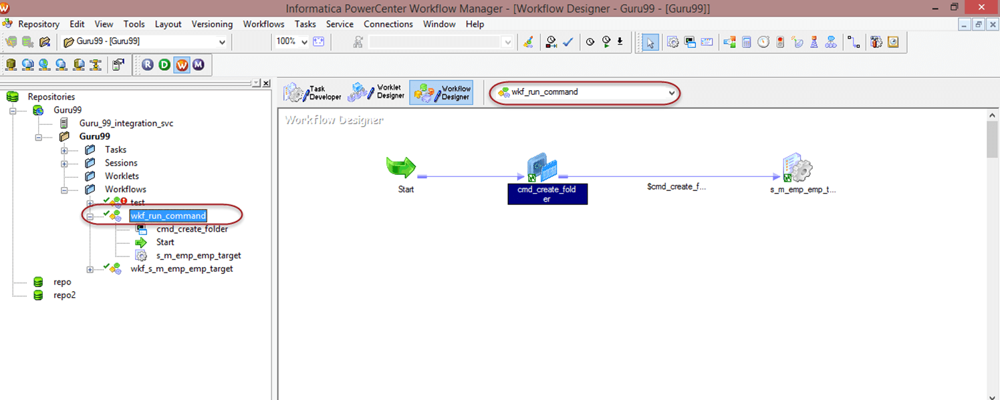 Informatica PowerCenter Workflow Manager - [Workflow Designer - Guru99 - [Guru99]]
Repository Edit View Tools Layout Versioning Workflows Tasks Service Connections Window Help
Guru99 - [Guru99] 100%
R D W M
Task Developer
Worklet Designer
Workflow Designer
wkf_run_command
Repositories
Guru99
Guru_99_integration_svc
Guru99
Tasks
Sessions
Worklets
Workflows
test
wkf_run_command
cmd_create_folder
Start
s_m_emp_emp_target
wkf_s_m_emp_emp_target
repo
repo2
Workflow Designer
Start
cmd_create_fold
er
$cmd_create_f...
s_m_emp_emp_t...